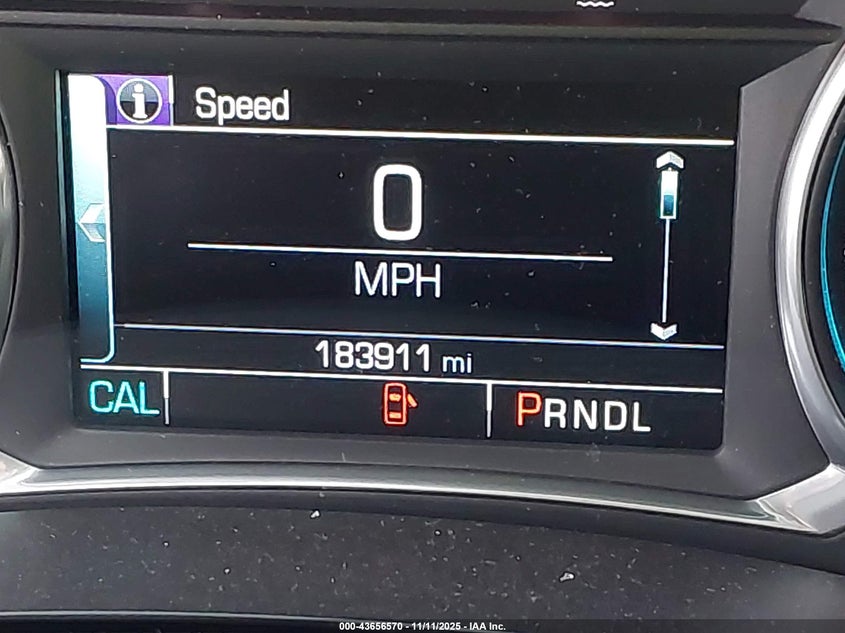 i Speed
0
MPH
183911 mi
CAL PRNDL
000-43656570 - 11/11/2025 - IAA Inc.